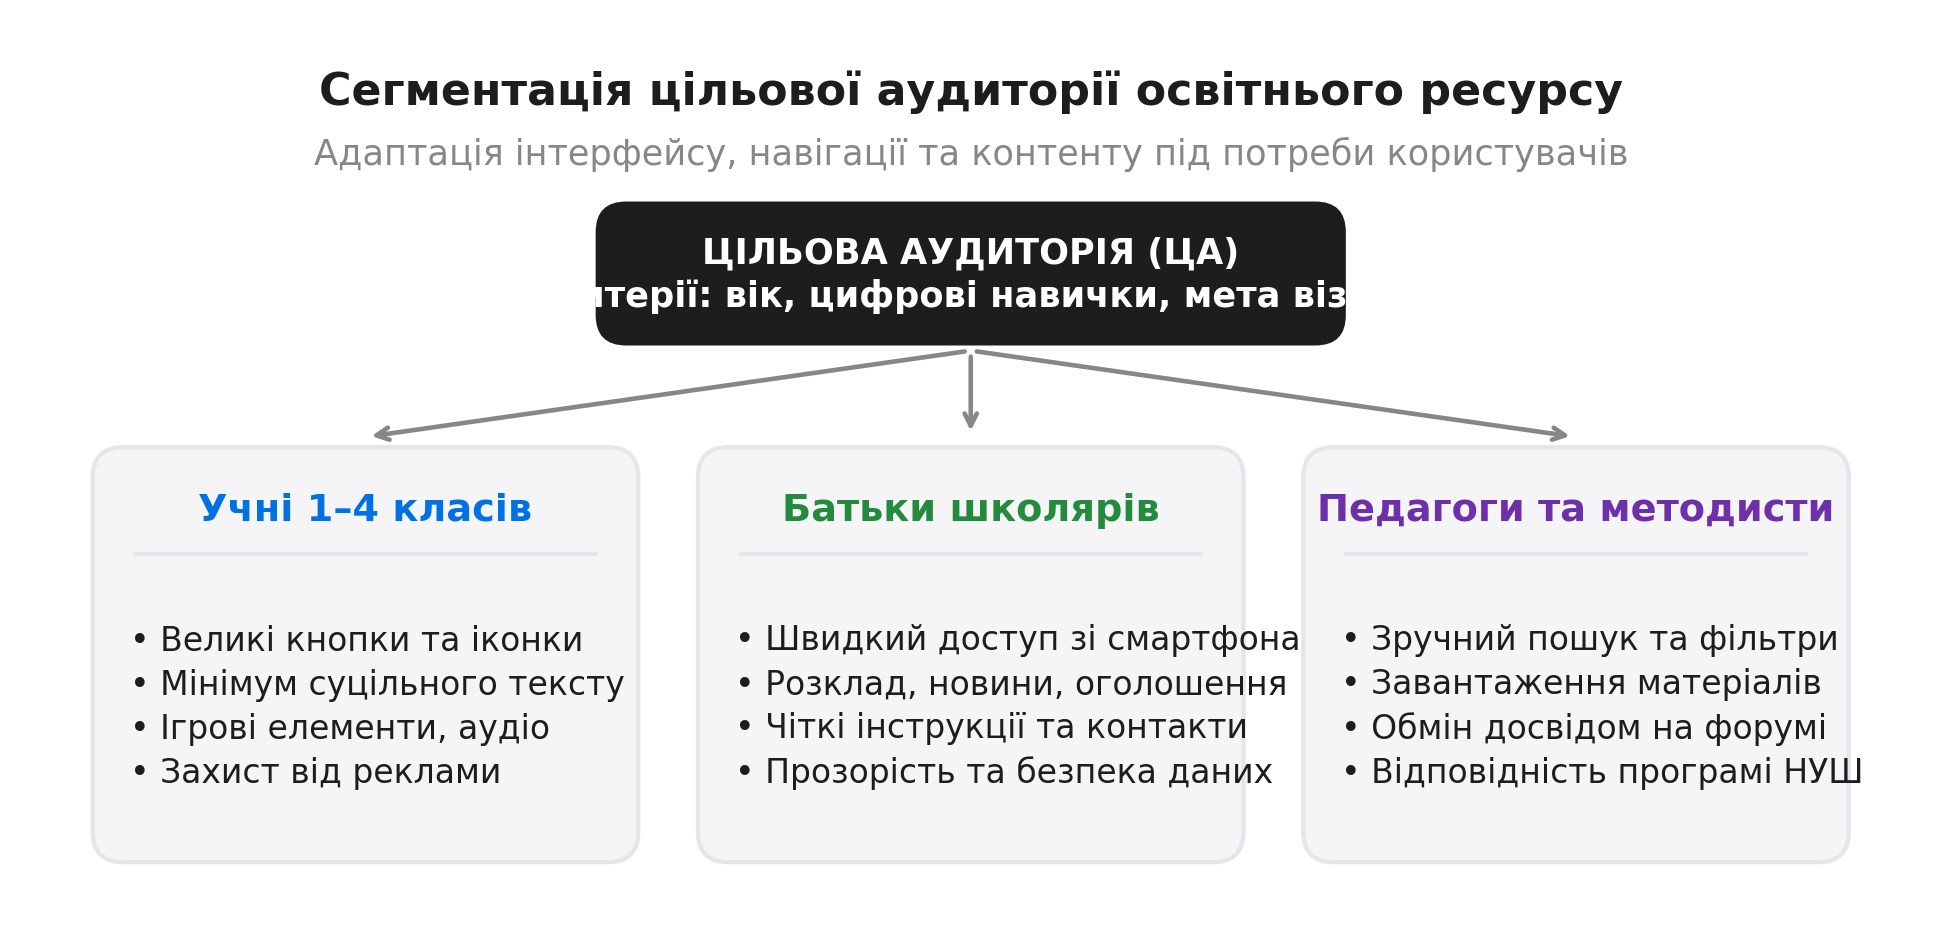 Сегментація цільової аудиторії освітнього ресурсу
Адаптація інтерфейсу, навігації та контенту під потреби користувачів
ЦІЛЬОВА АУДИТОРІЯ (ЦА)
вік, цифрові навички, мета
Учні 1–4 класів
• Великі кнопки та іконки
• Мінімум суцільного тексту
• Ігрові елементи, аудіо
• Захист від реклами
Батьки школярів
• Швидкий доступ зі смартфона
• Розклад, новини, оголошення
• Чіткі інструкції та контакти
• Прозорість та безпека даних
Педагоги та методисти
• Зручний пошук та фільтри
• Завантаження матеріалів
• Обмін досвідом на форумі
• Відповідність програмі НУШ